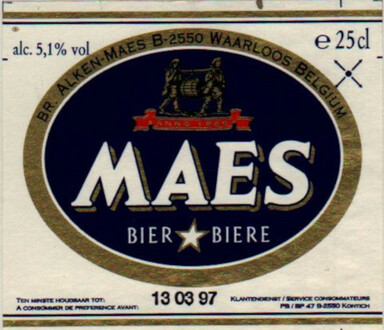 alc. 5,1% vol
e 25cl
BR. ALKEN-MAES B-2550 WAARLOOS BELGIUM
MAES
BIER BIERE
TEN MINSTE HOUDBAAR TOT:
A CONSOMMER DE PREFERENCE AVANT:
13 03 97
KLANTENDIENST / SERVICE CONSOMMATEURS
PB / BP 47 B-2550 KONTICH